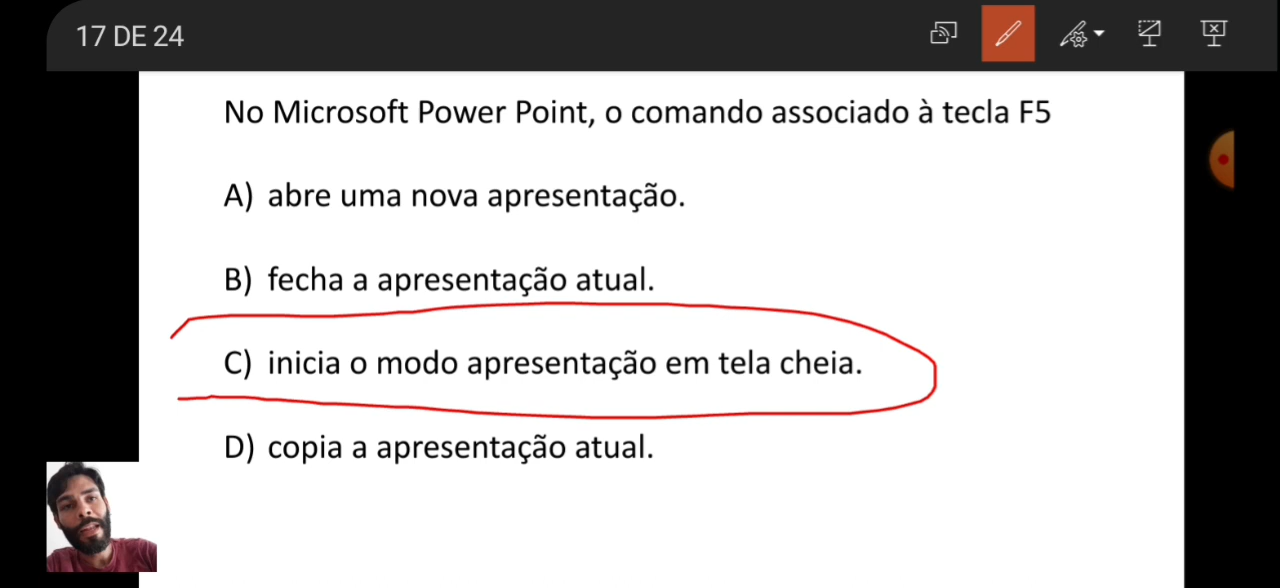 17 DE 24
No Microsoft Power Point, o comando associado à tecla F5
A) abre uma nova apresentação.
B) fecha a apresentação atual.
C) inicia o modo apresentação em tela cheia.
D) copia a apresentação atual.